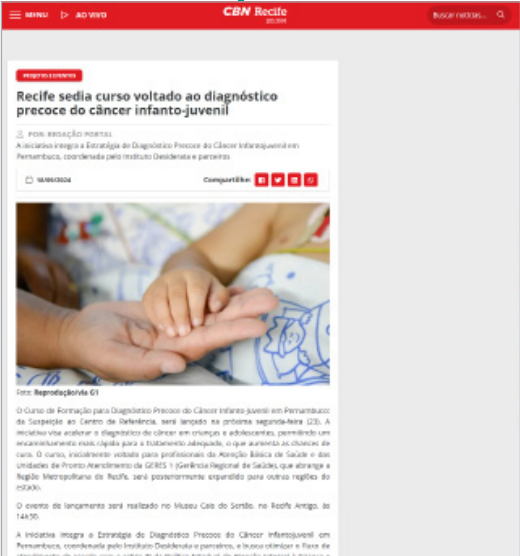 MENU
AO VIVO
CBN Recife
Buscar notícias...
Recife sedia curso voltado ao diagnóstico
precoce do câncer infanto-juvenil
POR: REDAÇÃO PORTAL
A iniciativa integra a Estratégia de Diagnóstico Precoce do Câncer Infantojuvenil em
Pernambuco, coordenada pelo Instituto Desiderata e parceiros
Compartilhe:
Foto: Reprodução/via G1
O Curso de Formação para Diagnóstico Precoce do Câncer Infanto-Juvenil em Pernambuco:
da Suspeição ao Centro de Referência, será lançado na próxima segunda-feira (23). A
iniciativa visa acelerar o diagnóstico de câncer em crianças e adolescentes, permitindo um
encaminhamento mais rápido para o tratamento adequado, o que aumenta as chances de
cura. O curso, inicialmente voltado para profissionais da Atenção Básica de Saúde e das
Unidades de Pronto Atendimento da GERES 1 (Gerência Regional de Saúde), que abrange a
Região Metropolitana do Recife, será posteriormente expandido para outras regiões do
estado.
O evento de lançamento será realizado no Museu Cais do Sertão, no Recife Antigo, às
14h30.
A iniciativa integra a Estratégia de Diagnóstico Precoce do Câncer Infantojuvenil em
Pernambuco, coordenada pelo Instituto Desiderata e parceiros, e busca otimizar o fluxo de